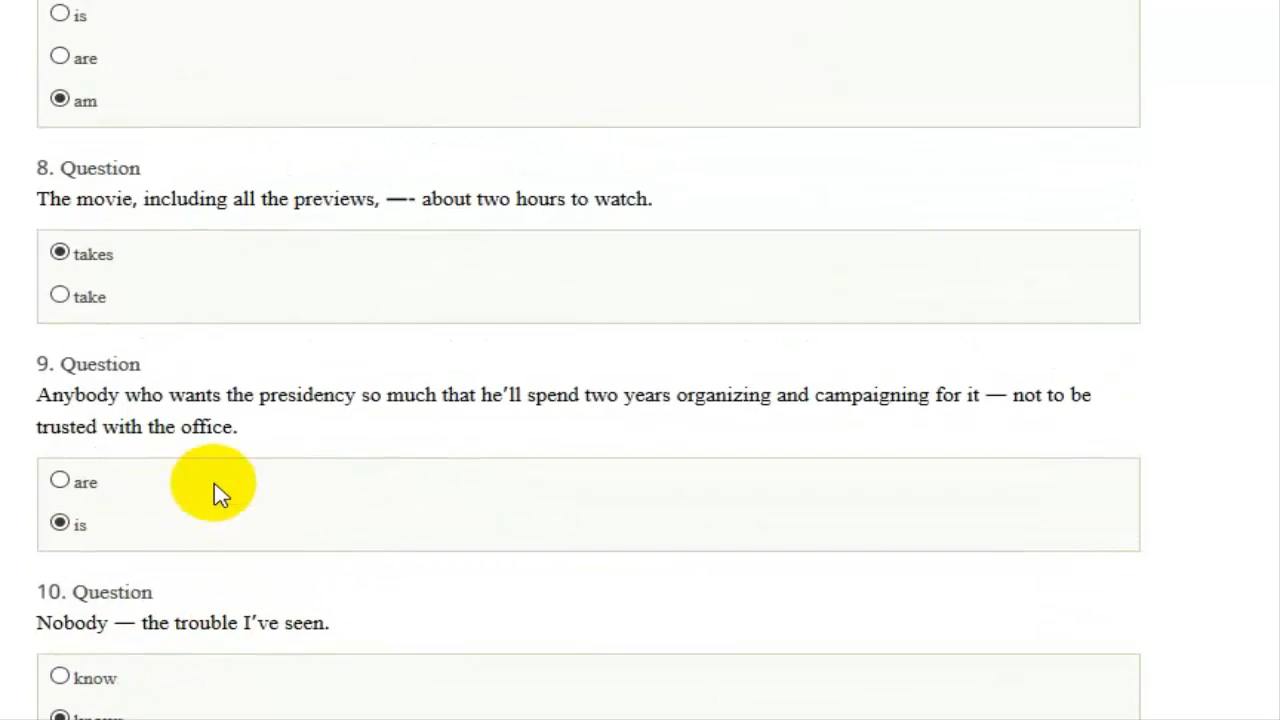 is
are
am
8. Question
The movie, including all the previews, —- about two hours to watch.
takes
take
9. Question
Anybody who wants the presidency so much that he’ll spend two years organizing and campaigning for it — not to be
trusted with the office.
are
is
10. Question
Nobody — the trouble I’ve seen.
know